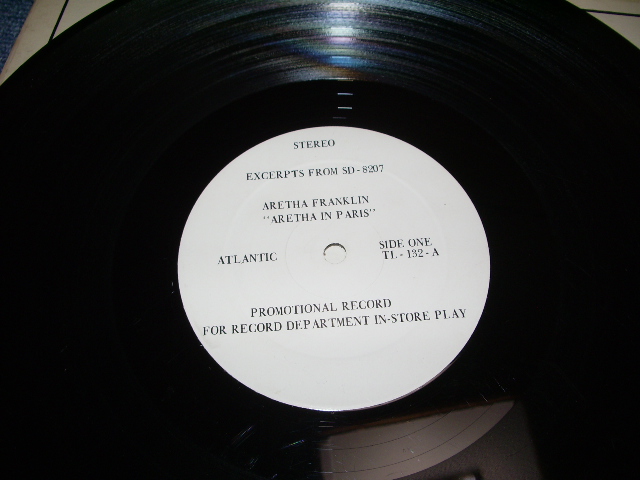 STEREO
EXCERPTS FROM SD-8207
ARETHA FRANKLIN
"ARETHA IN PARIS"
ATLANTIC
SIDE ONE
TL - 132 - A
PROMOTIONAL RECORD
FOR RECORD DEPARTMENT IN-STORE PLAY